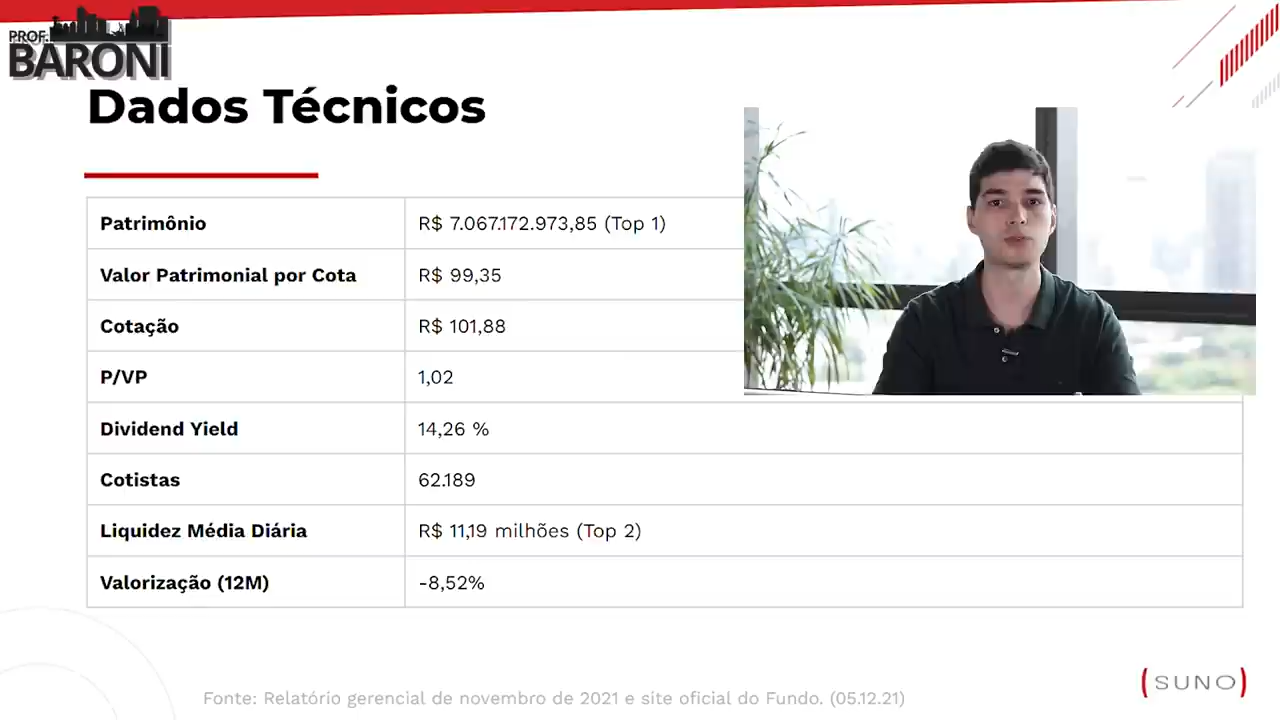 PROF.
BARONI
Dados Técnicos
Patrimônio R$ 7.067.172.973,85 (Top 1)
Valor Patrimonial por Cota R$ 99,35
Cotação R$ 101,88
P/VP 1,02
Dividend Yield 14,26 %
Cotistas 62.189
Liquidez Média Diária R$ 11,19 milhões (Top 2)
Valorização (12M) -8,52%
Fonte: Relatório gerencial de novembro de 2021 e site oficial do Fundo. (05.12.21)
(SUNO)